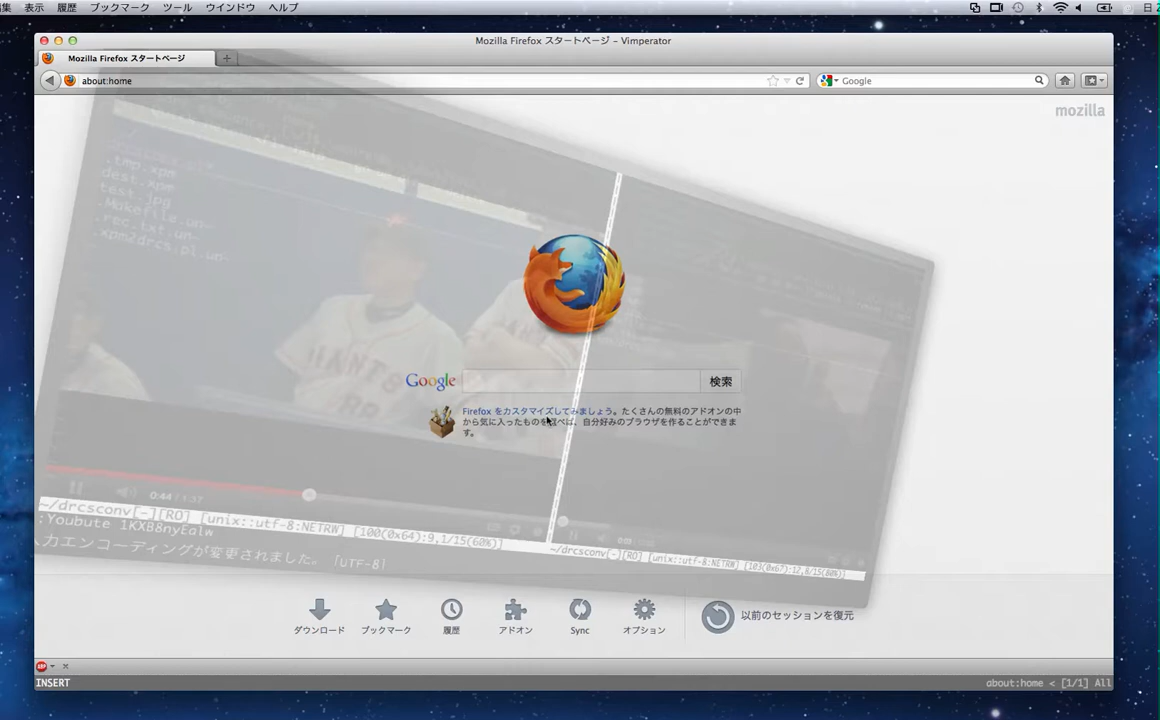 表示 履歴 ブックマーク ツール ウインドウ ヘルプ
Mozilla Firefox スタートページ - Vimperator
Mozilla Firefox スタートページ
about:home
Google
mozilla
.tmp.xpm
dest.xpm
test.jpg
.Makefile.un~
.rec.txt.un~
.xpm2drcs.pl.un~
GIANTS
88
Google
検索
Firefox をカスタマイズしてみましょう。たくさんの無料のアドオンの中
から気に入ったものを選べば、自分好みのブラウザを作ることができま
す。
0:44 / 1:37
~/drcsconv[-][RO] [unix::utf-8:NETRW] [100(0x64):9,1/15(60%)]
~/drcsconv[-][RO] [unix::utf-8:NETRW] [103(0x67):12,8/15(80%)]
:Youbute 1KXB8nyEalw
入力エンコーディングが変更されました。 「UTF-8」
ダウンロード
ブックマーク
履歴
アドオン
Sync
オプション
以前のセッションを復元
ABP
INSERT
about:home < [1/1] All